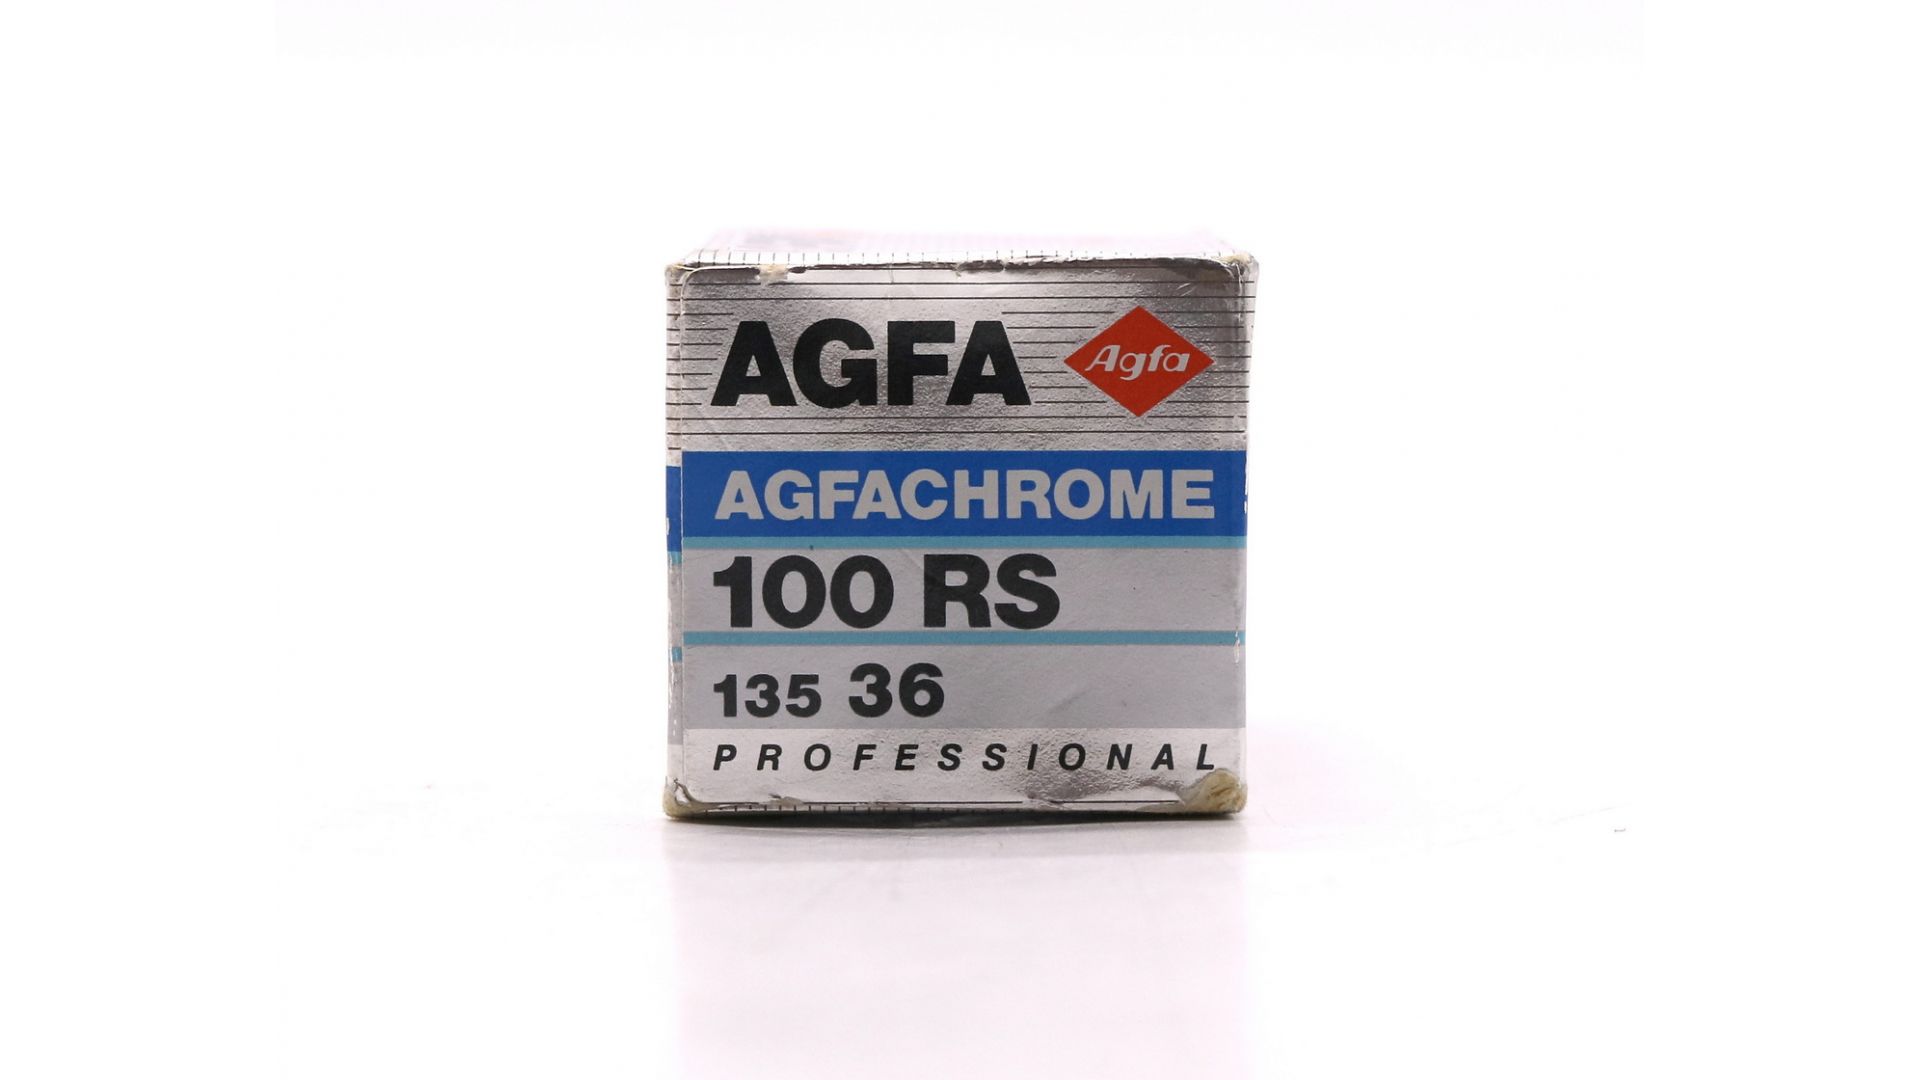 AGFA Agfa
AGFACHROME
100 RS
135 36
PROFESSIONAL